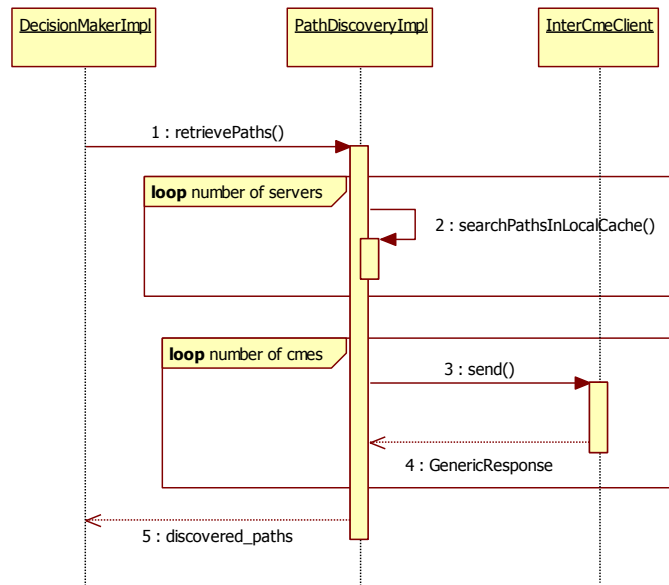 DecisionMakerImpl
PathDiscoveryImpl
InterCmeClient
1 : retrievePaths()
loop number of servers
2 : searchPathsInLocalCache()
loop number of cmes
3 : send()
4 : GenericResponse
5 : discovered_paths